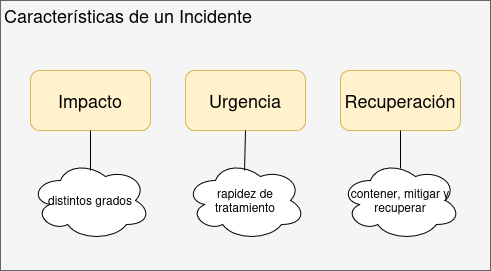 Características de un Incidente
Impacto
Urgencia
Recuperación
distintos grados
rapidez de
tratamiento
contener, mitigar y
recuperar